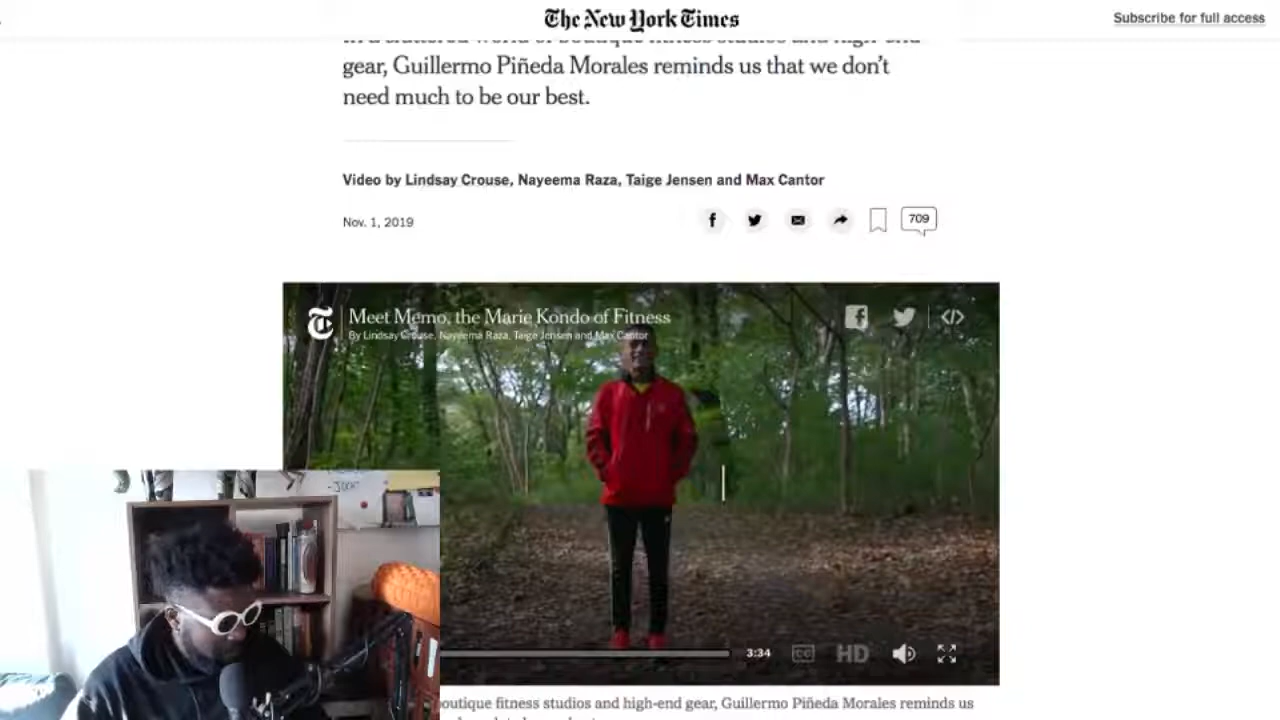 The New York Times
Subscribe for full access
gear, Guillermo Piñeda Morales reminds us that we don't
need much to be our best.
Video by Lindsay Crouse, Nayeema Raza, Taige Jensen and Max Cantor
Nov. 1, 2019
709
Meet Memo, the Marie Kondo of Fitness
By Lindsay Crouse, Nayeema Raza, Taige Jensen and Max Cantor
3:34
CC
HD
fitness studios and high-end gear, Guillermo Piñeda Morales reminds us